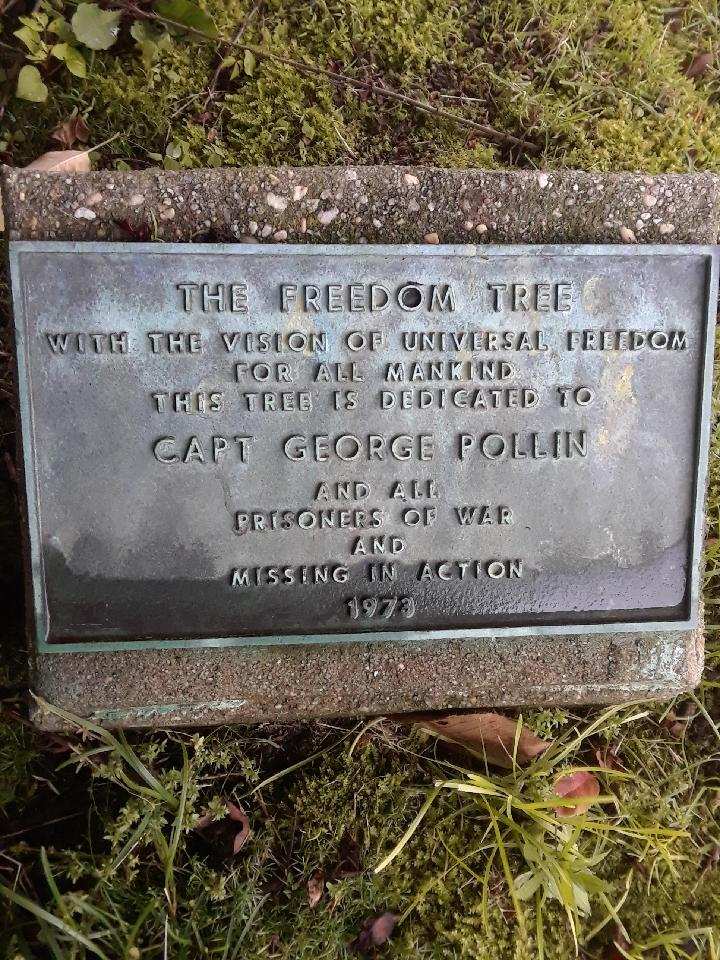 THE FREEDOM TREE
WITH THE VISION OF UNIVERSAL FREEDOM
FOR ALL MANKIND
THIS TREE IS DEDICATED TO
CAPT GEORGE POLLIN
AND ALL
PRISONERS OF WAR
AND
MISSING IN ACTION
1973